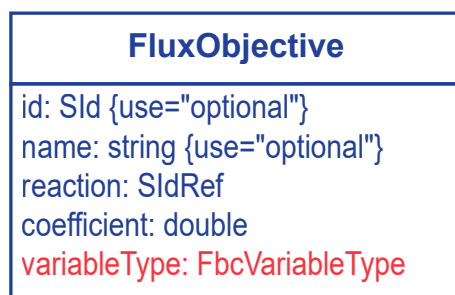 FluxObjective
id: SId {use="optional"}
name: string {use="optional"}
reaction: SIdRef
coefficient: double
variableType: FbcVariableType